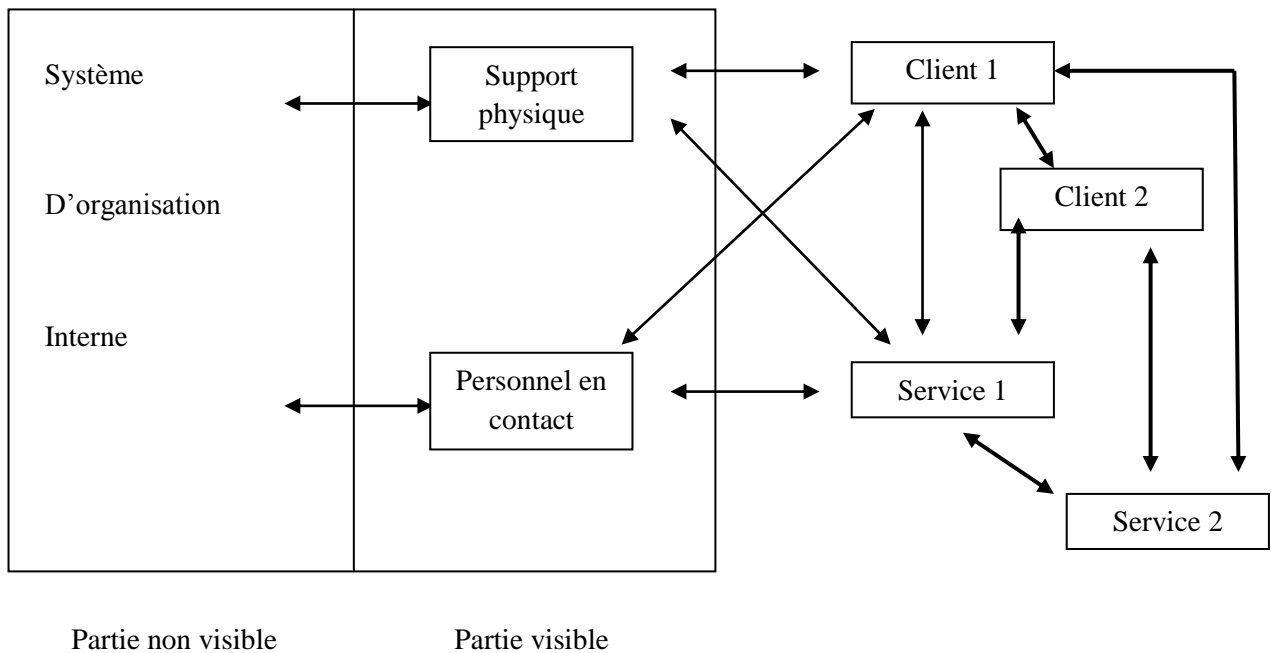 Système
D'organisation
Interne
Support
physique
Personnel en
contact
Client 1
Client 2
Service 1
Service 2
Partie non visible
Partie visible